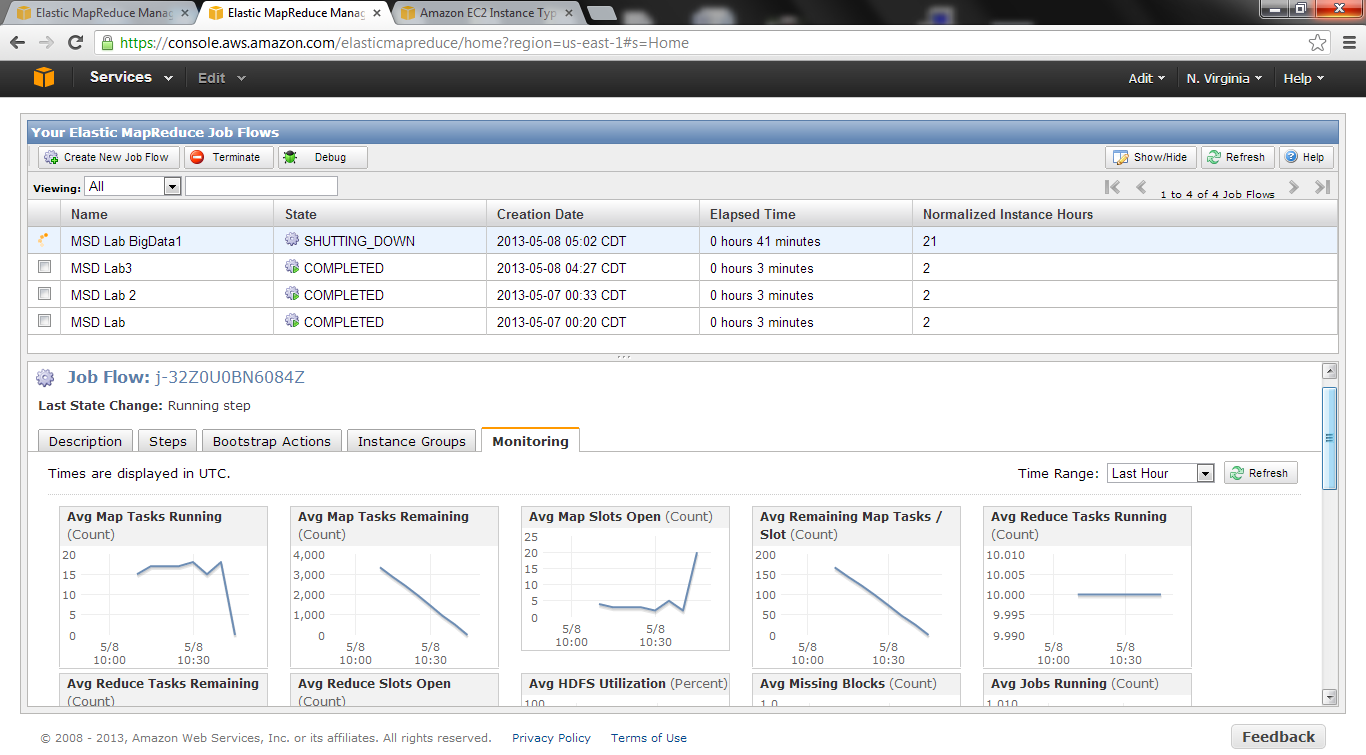 Elastic MapReduce Manag
Elastic MapReduce Manag
Amazon EC2 Instance Typ
https://console.aws.amazon.com/elasticmapreduce/home?region=us-east-1#s=Home
Services Edit Adit N. Virginia Help
Your Elastic MapReduce Job Flows
Create New Job Flow Terminate Debug Show/Hide Refresh Help
Viewing: All 1 to 4 of 4 Job Flows
Name State Creation Date Elapsed Time Normalized Instance Hours
MSD Lab BigData1 SHUTTING_DOWN 2013-05-08 05:02 CDT 0 hours 41 minutes 21
MSD Lab3 COMPLETED 2013-05-08 04:27 CDT 0 hours 3 minutes 2
MSD Lab 2 COMPLETED 2013-05-07 00:33 CDT 0 hours 3 minutes 2
MSD Lab COMPLETED 2013-05-07 00:20 CDT 0 hours 3 minutes 2
Job Flow: j-32Z0U0BN6084Z
Last State Change: Running step
Description Steps Bootstrap Actions Instance Groups Monitoring
Times are displayed in UTC. Time Range: Last Hour Refresh
Avg Map Tasks Running
(Count)
20
15
10
5
0
5/8 5/8
10:00 10:30
Avg Map Tasks Remaining
(Count)
4,000
3,000
2,000
1,000
0
5/8 5/8
10:00 10:30
Avg Map Slots Open (Count)
25
20
15
10
5
0
5/8 5/8
10:00 10:30
Avg Remaining Map Tasks /
Slot (Count)
200
150
100
50
0
5/8 5/8
10:00 10:30
Avg Reduce Tasks Running
(Count)
10.010
10.005
10.000
9.995
9.990
5/8 5/8
10:00 10:30
Avg Reduce Tasks Remaining
(Count)
Avg Reduce Slots Open
(Count)
Avg HDFS Utilization (Percent)
100
Avg Missing Blocks (Count)
1.0
Avg Jobs Running (Count)
1.010
© 2008 - 2013, Amazon Web Services, Inc. or its affiliates. All rights reserved. Privacy Policy Terms of Use Feedback